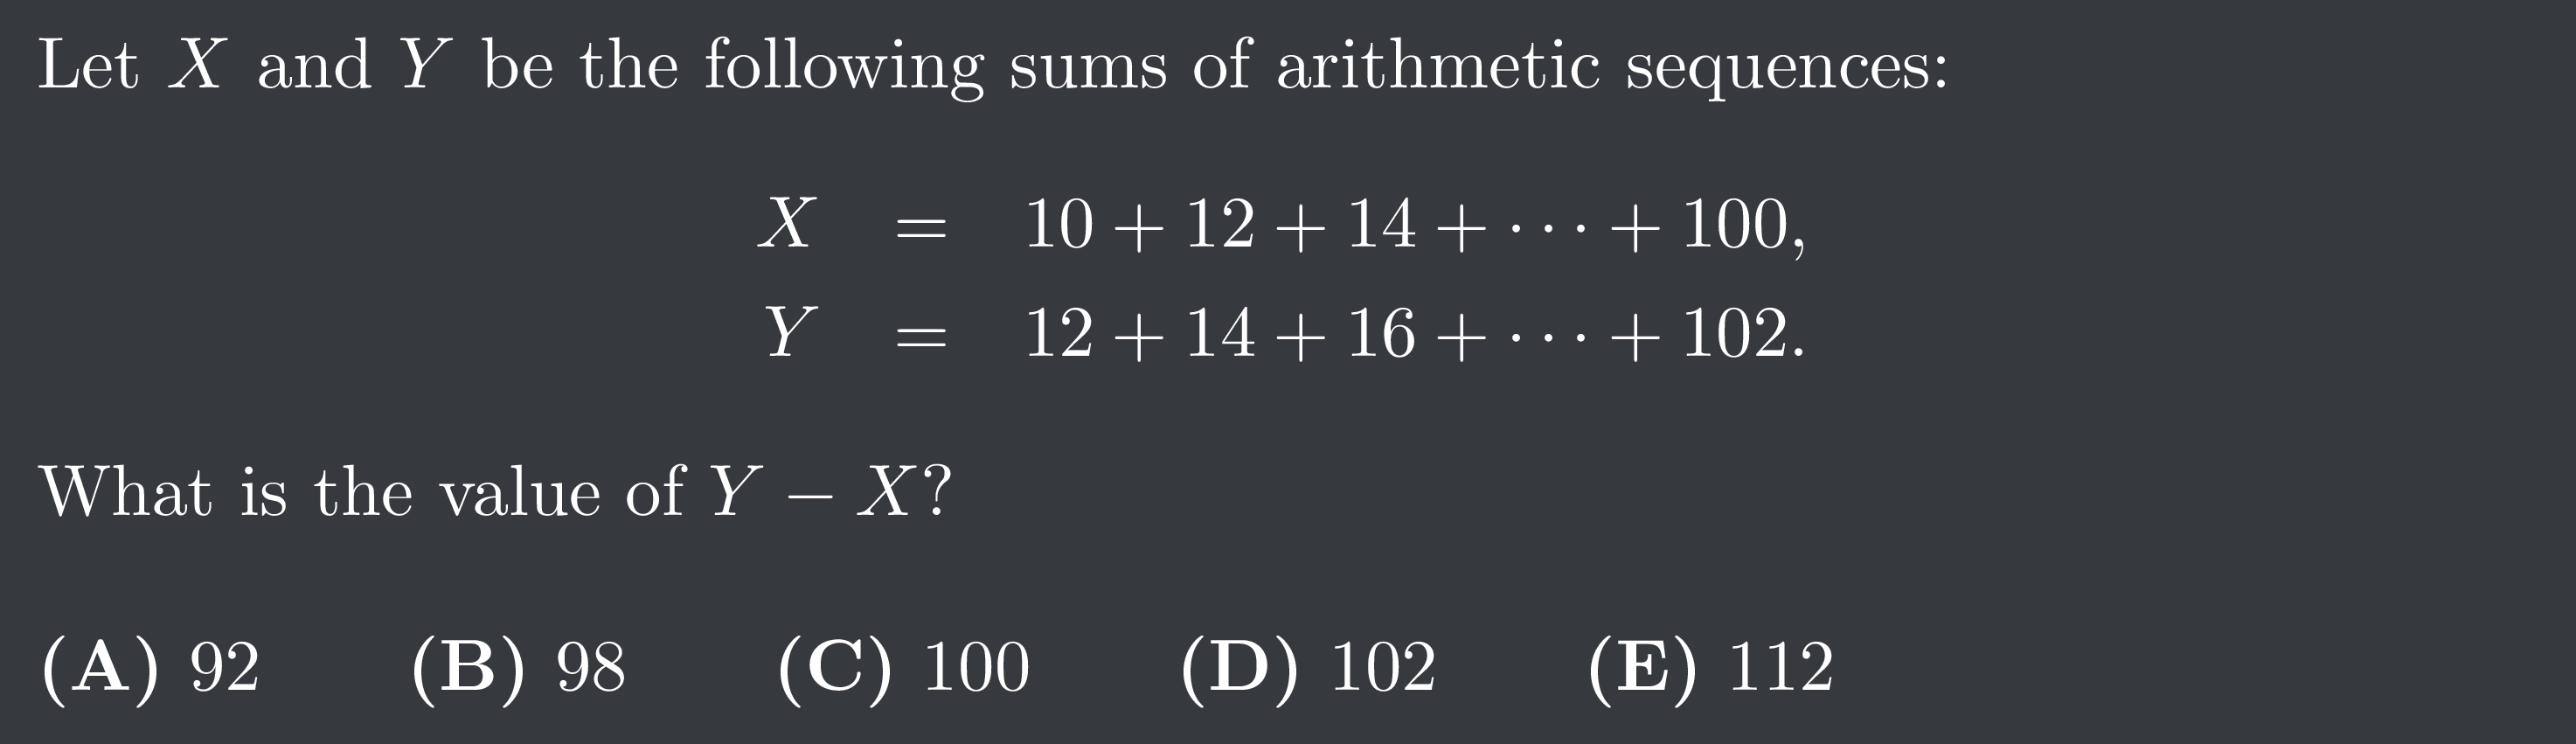 Let X and Y be the following sums of arithmetic sequences:
X = 10 + 12 + 14 + · · · + 100,
Y = 12 + 14 + 16 + · · · + 102.
What is the value of Y − X?
(A) 92 (B) 98 (C) 100 (D) 102 (E) 112